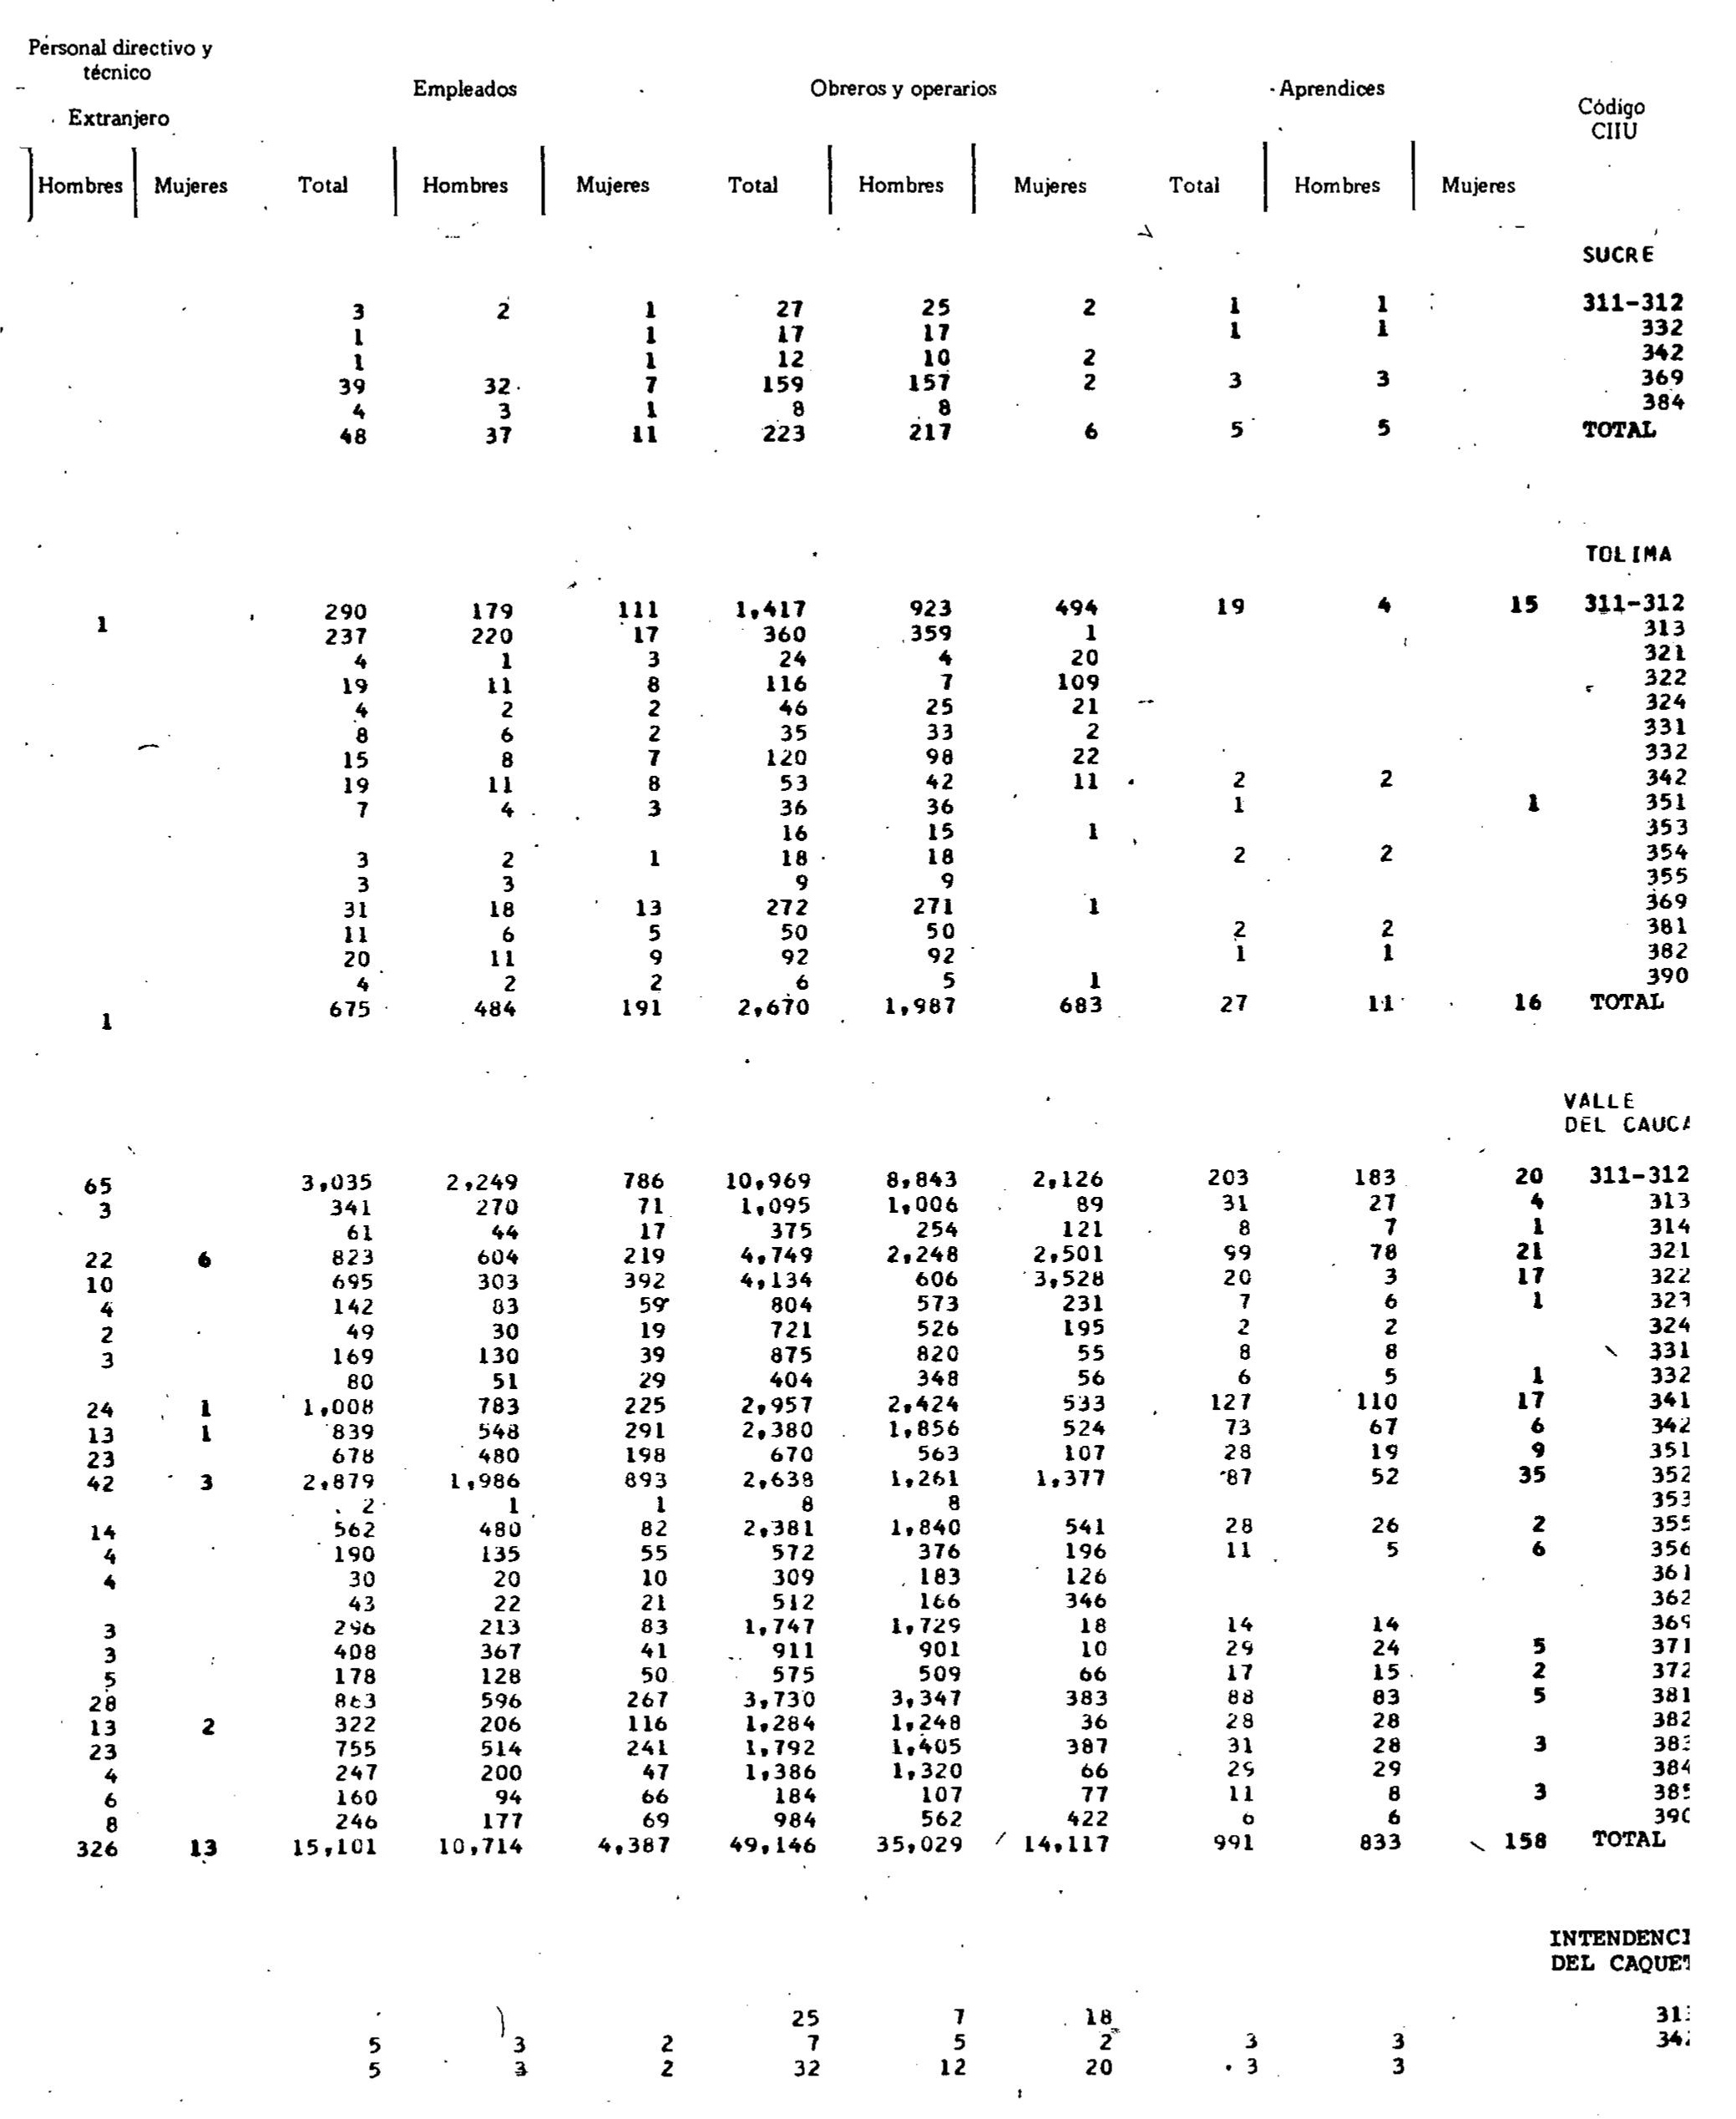 Personal directivo y
técnico
Empleados Obreros y operarios Aprendices
Extranjero Código
CIIU
Hombres Mujeres Total Hombres Mujeres Total Hombres Mujeres Total Hombres Mujeres
SUCRE
3 2 1 27 25 2 1 1 311-312
1 1 17 17 1 1 332
1 1 12 10 2 342
39 32 7 159 157 2 3 3 369
4 3 1 8 8 384
48 37 11 223 217 6 5 5 TOTAL
TOLIMA
290 179 111 1,417 923 494 19 4 15 311-312
1 237 220 17 360 359 1 313
4 1 3 24 4 20 321
19 11 8 116 7 109 322
4 2 2 46 25 21 324
8 6 2 35 33 2 331
15 8 7 120 98 22 332
19 11 8 53 42 11 2 2 342
7 4 3 36 36 1 1 351
16 15 1 353
3 2 1 18 18 2 2 354
3 3 9 9 355
31 18 13 272 271 1 369
11 6 5 50 50 2 2 381
20 11 9 92 92 1 1 382
4 2 2 6 5 1 390
1 675 484 191 2,670 1,987 683 27 11 16 TOTAL
VALLE
DEL CAUCA
65 3,035 2,249 786 10,969 8,843 2,126 203 183 20 311-312
3 341 270 71 1,095 1,006 89 31 27 4 313
61 44 17 375 254 121 8 7 1 314
22 6 823 604 219 4,749 2,248 2,501 99 78 21 321
10 695 303 392 4,134 606 3,528 20 3 17 322
4 142 83 59 804 573 231 7 6 1 323
2 49 30 19 721 526 195 2 2 324
3 169 130 39 875 820 55 8 8 331
80 51 29 404 348 56 6 5 1 332
24 1 1,008 783 225 2,957 2,424 533 127 110 17 341
13 1 839 548 291 2,380 1,856 524 73 67 6 342
23 678 480 198 670 563 107 28 19 9 351
42 3 2,879 1,986 893 2,638 1,261 1,377 87 52 35 352
2 1 1 8 8 353
14 562 480 82 2,381 1,840 541 28 26 2 355
4 190 135 55 572 376 196 11 5 6 356
4 30 20 10 309 183 126 361
43 22 21 512 166 346 362
3 296 213 83 1,747 1,729 18 14 14 369
3 408 367 41 911 901 10 29 24 5 371
5 178 128 50 575 509 66 17 15 2 372
28 863 596 267 3,730 3,347 383 88 83 5 381
13 2 322 206 116 1,284 1,248 36 28 28 382
23 755 514 241 1,792 1,405 387 31 28 3 383
4 247 200 47 1,386 1,320 66 29 29 384
6 160 94 66 184 107 77 11 8 3 385
8 246 177 69 984 562 422 6 6 390
326 13 15,101 10,714 4,387 49,146 35,029 14,117 991 833 158 TOTAL
INTENDENCI
DEL CAQUET
25 7 18 31
5 3 2 7 5 2 3 3 34
5 3 2 32 12 20 3 3